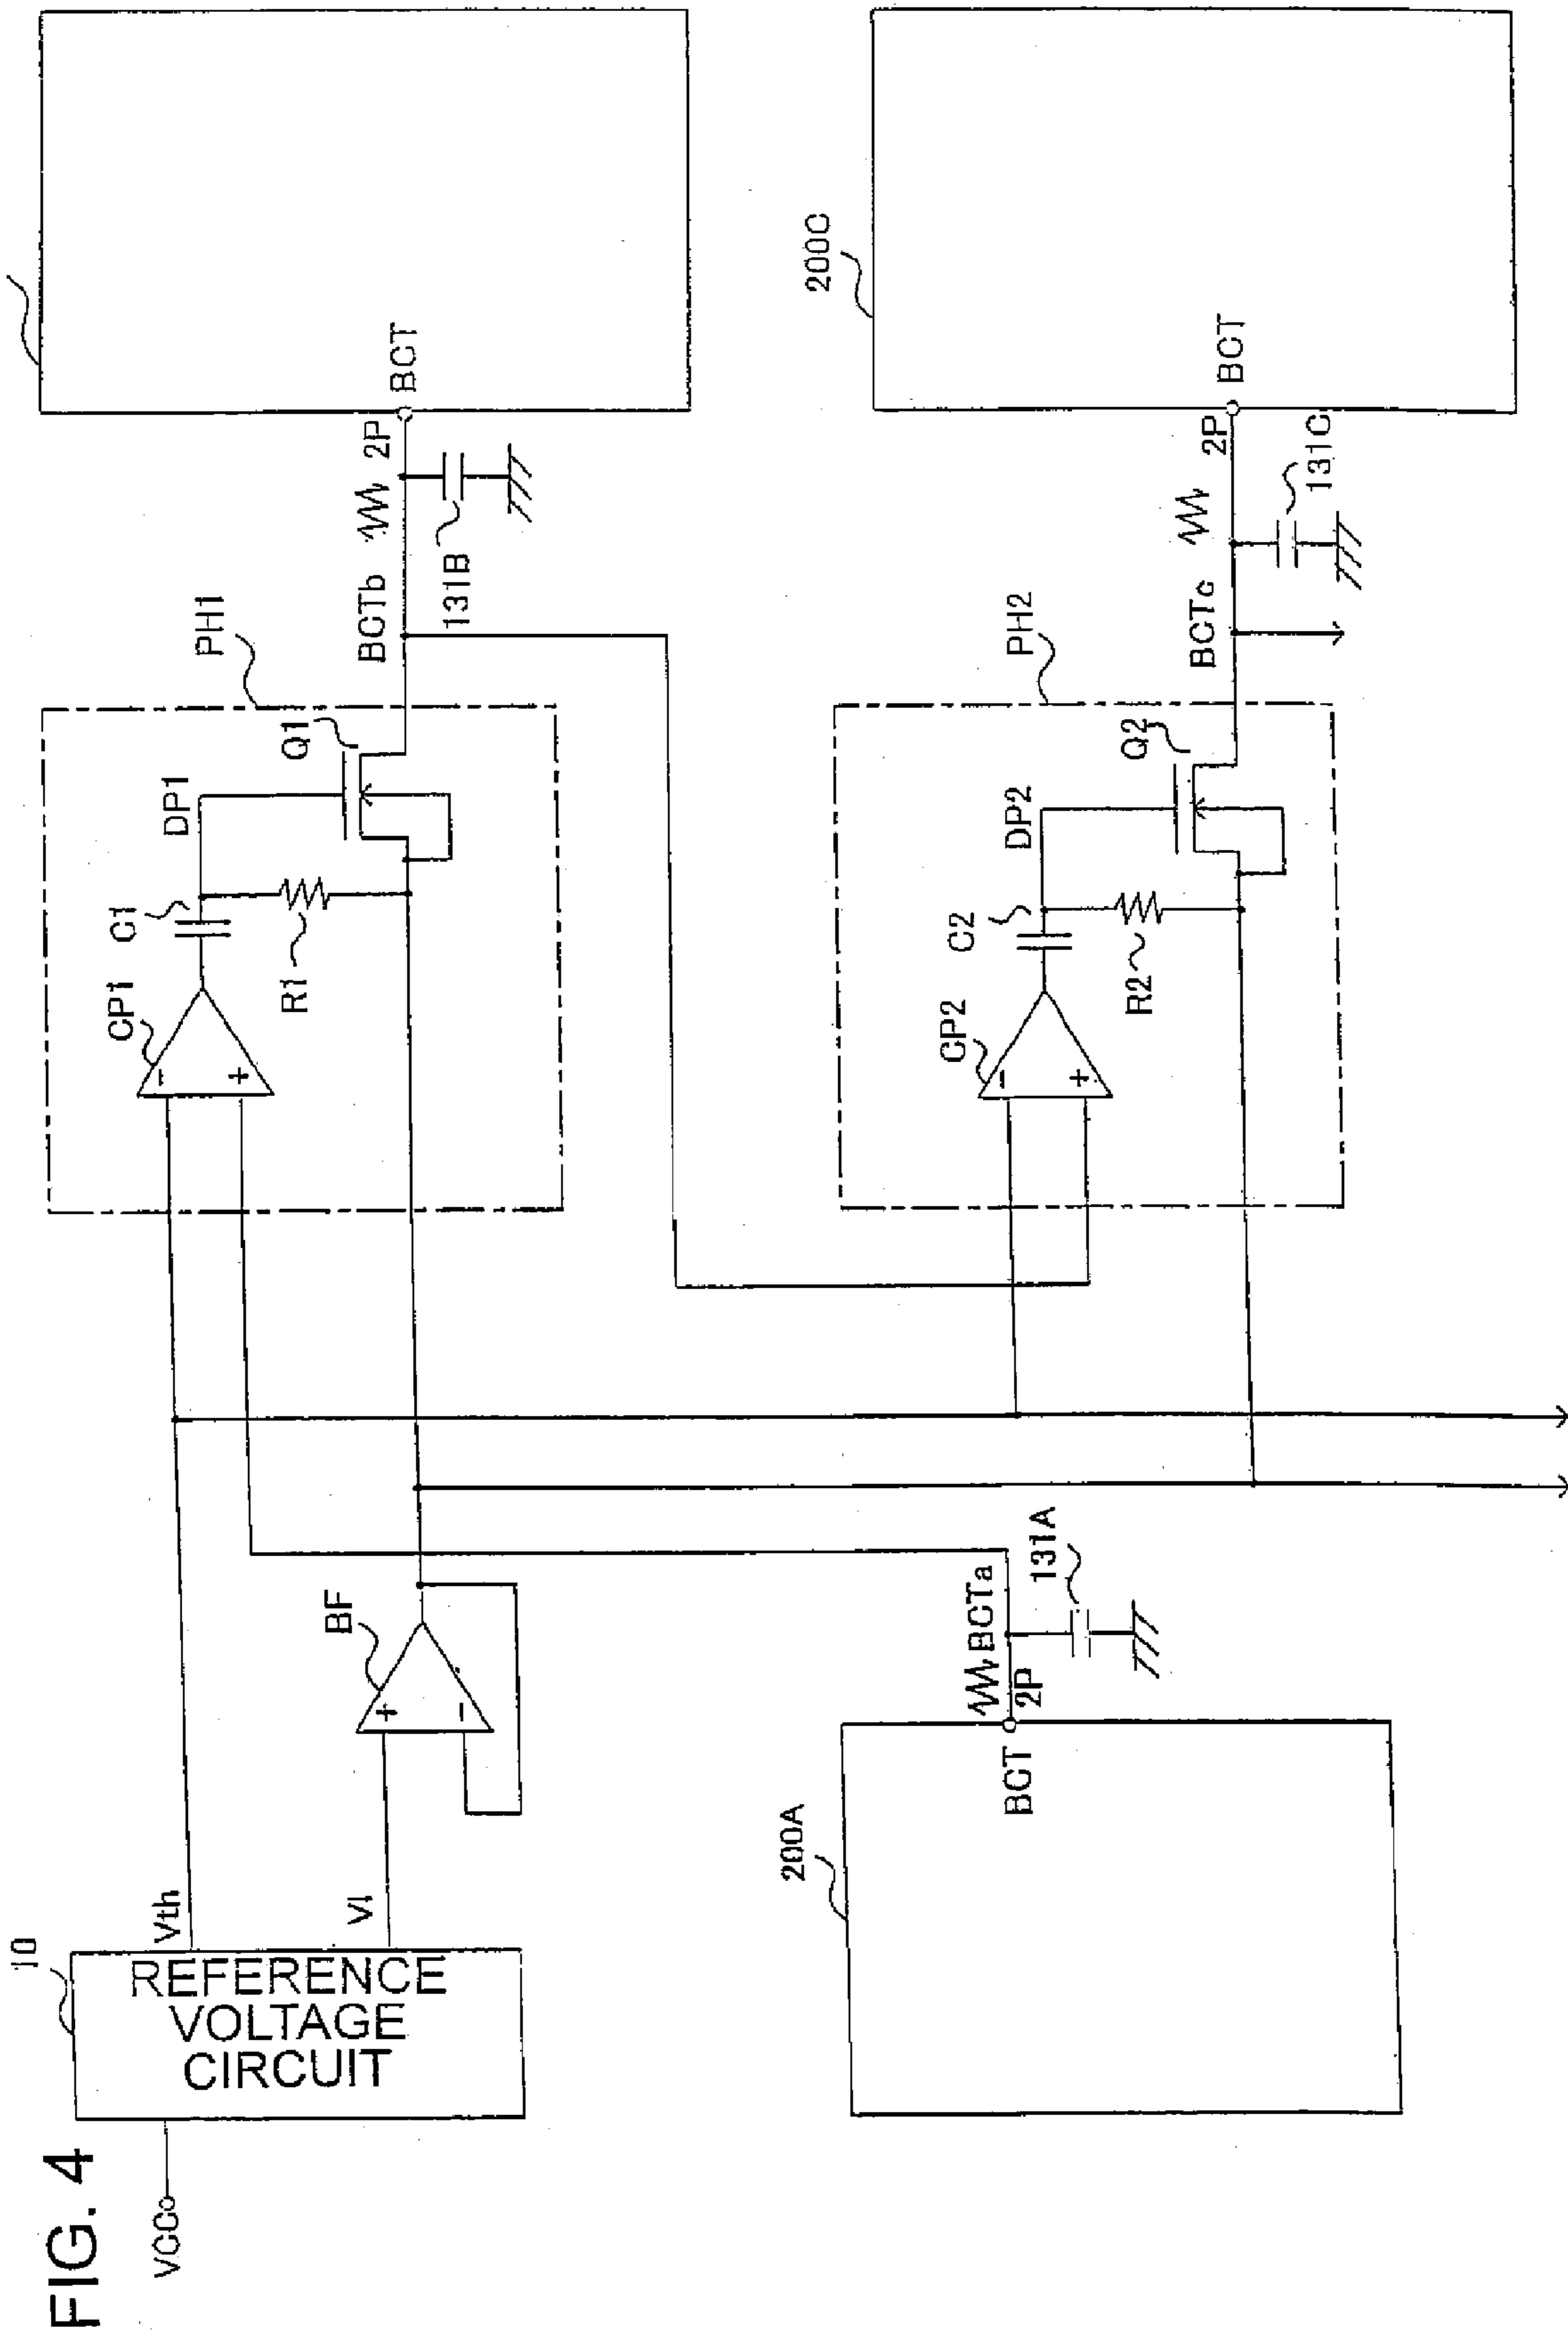 FIG. 4
VCC
10
REFERENCE
VOLTAGE
CIRCUIT
Vth
Vl
BF
+
-
PH1
CP1
-
+
C1
R1
DP1
Q1
BCTb
2P
BCT
131B
200A
BCT
2P
BCTa
131A
PH2
CP2
-
+
C2
R2
DP2
Q2
BCTc
2P
BCT
131C
200C